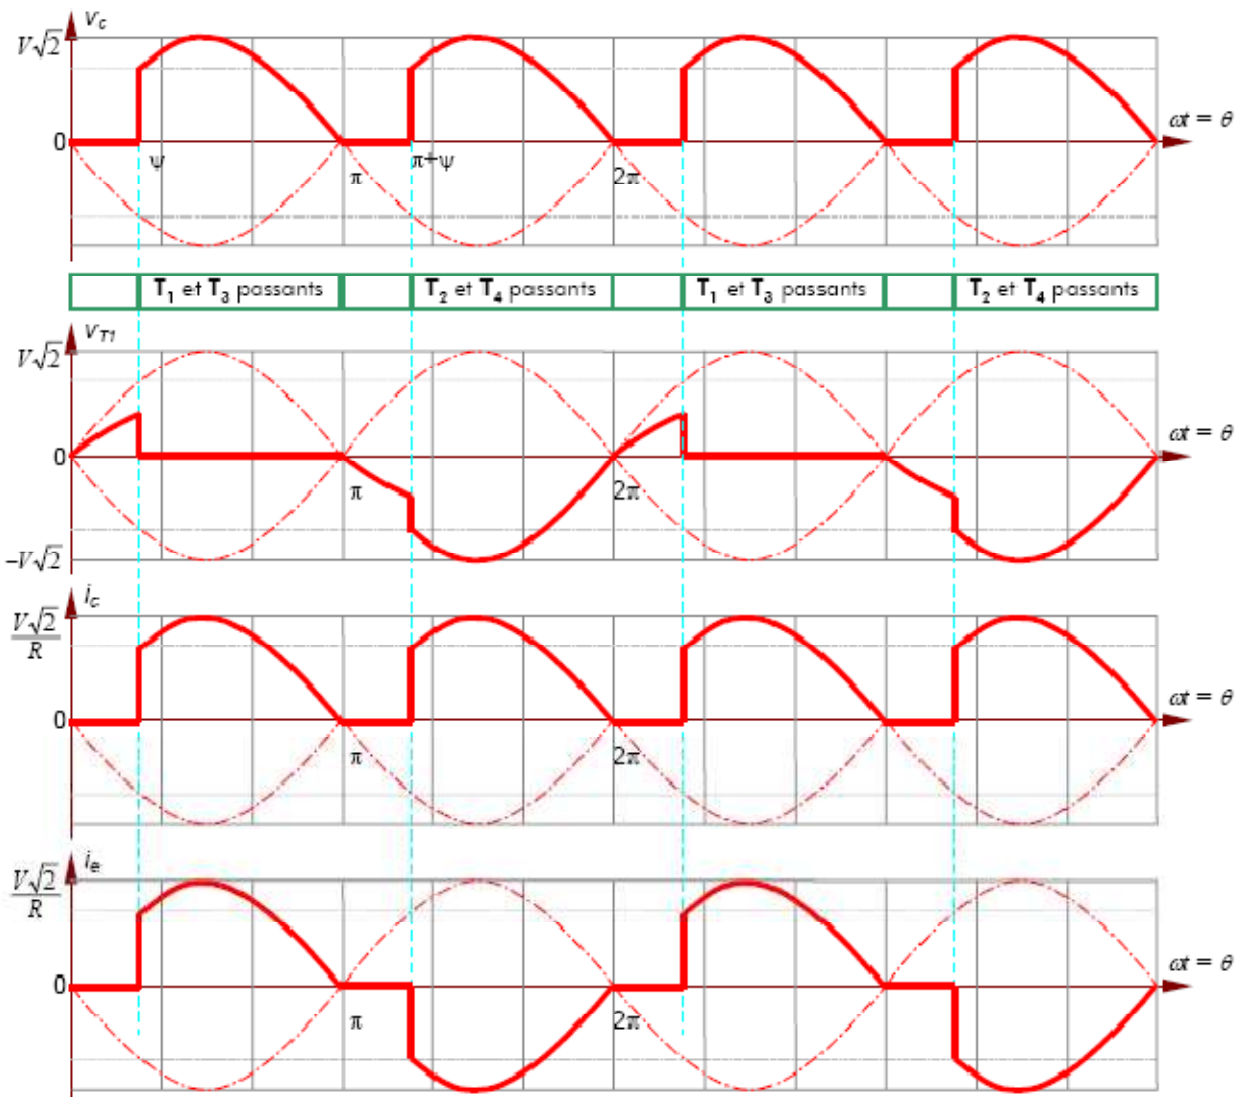 v_c
V√2
0
ψ
π
π+ψ
2π
ωt = θ
T₁ et T₃ passants
T₂ et T₄ passants
T₁ et T₃ passants
T₂ et T₄ passants
v_T1
V√2
0
π
2π
ωt = θ
−V√2
i_c
V√2
R
0
π
2π
ωt = θ
i_e
V√2
R
0
π
2π
ωt = θ